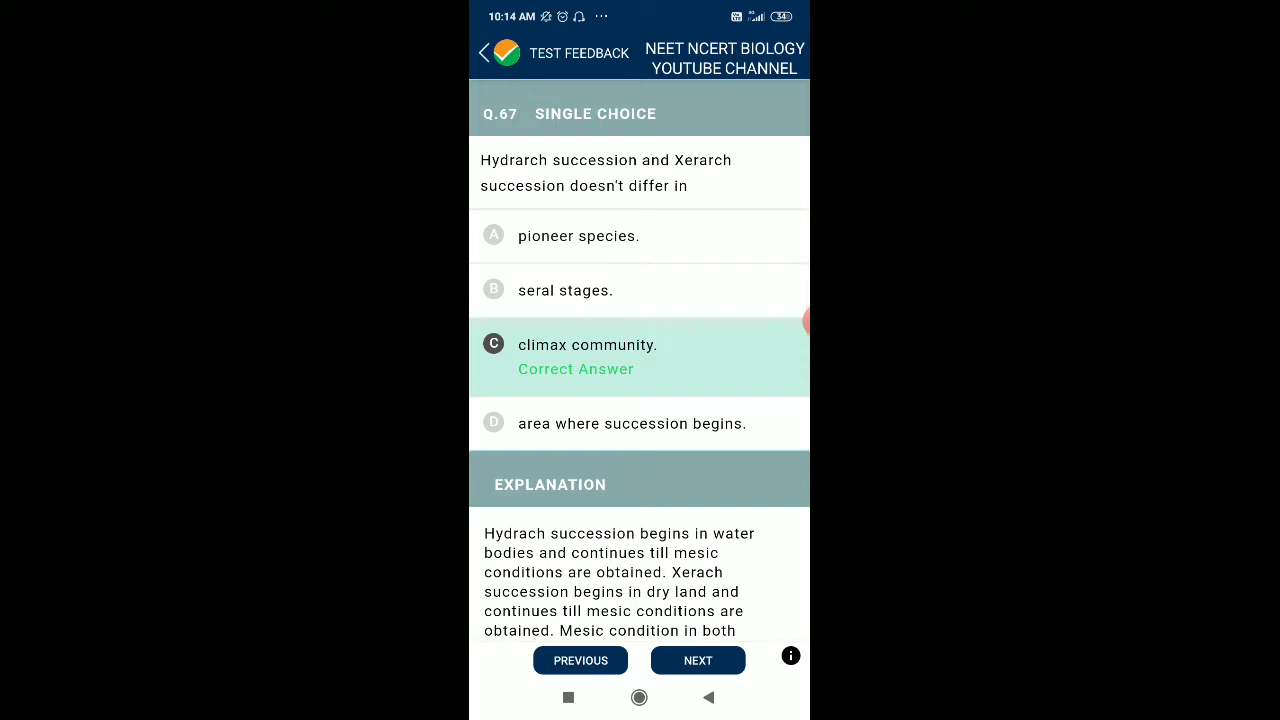 10:14 AM ... 34
TEST FEEDBACK
NEET NCERT BIOLOGY
YOUTUBE CHANNEL
Q.67 SINGLE CHOICE
Hydrarch succession and Xerarch
succession doesn't differ in
A pioneer species.
B seral stages.
C climax community.
Correct Answer
D area where succession begins.
EXPLANATION
Hydrach succession begins in water
bodies and continues till mesic
conditions are obtained. Xerach
succession begins in dry land and
continues till mesic conditions are
obtained. Mesic condition in both
PREVIOUS NEXT